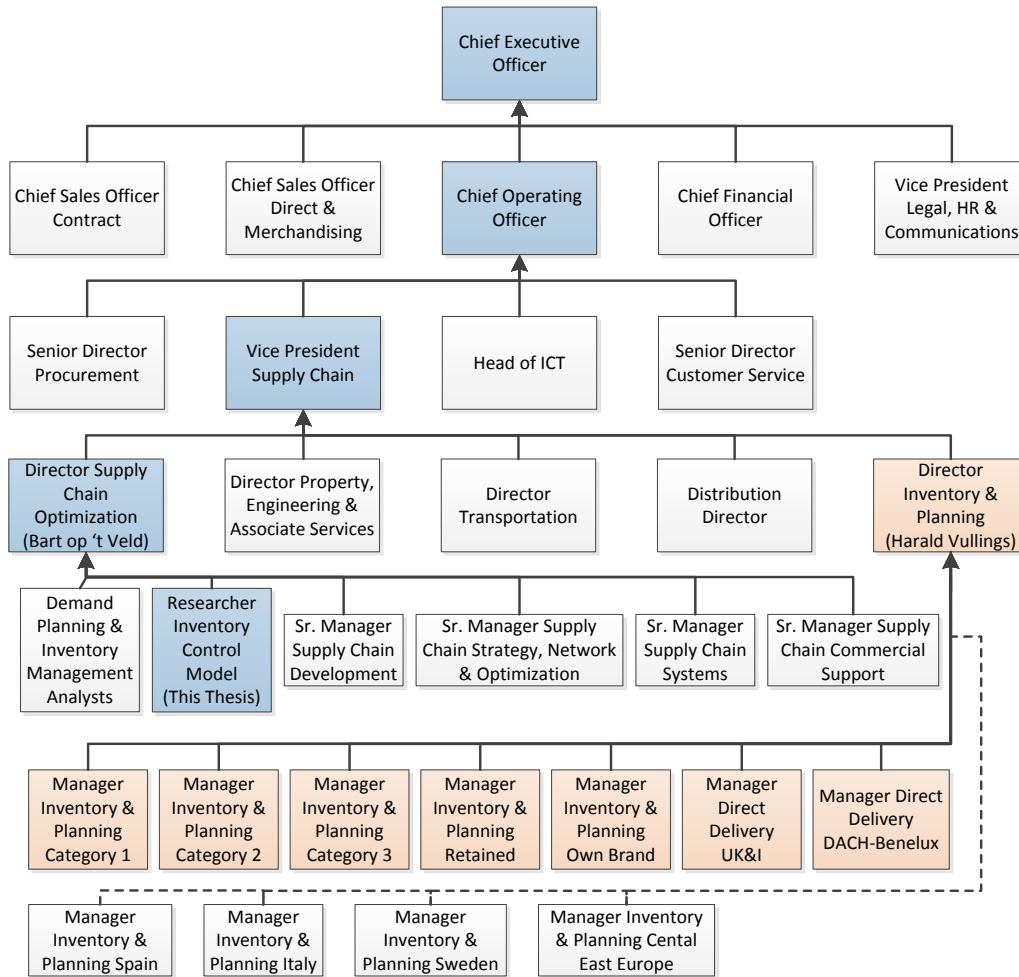 Chief Executive
Officer
Chief Sales Officer
Contract
Chief Sales Officer
Direct &
Merchandising
Chief Operating
Officer
Chief Financial
Officer
Vice President
Legal, HR &
Communications
Senior Director
Procurement
Vice President
Supply Chain
Head of ICT
Senior Director
Customer Service
Director Supply
Chain
Optimization
(Bart op ‘t Veld)
Director Property,
Engineering &
Associate Services
Director
Transportation
Distribution
Director
Director
Inventory &
Planning
(Harald Vullings)
Demand
Planning &
Inventory
Management
Analysts
Researcher
Inventory
Control
Model
(This Thesis)
Sr. Manager
Supply Chain
Development
Sr. Manager Supply
Chain Strategy, Network
& Optimization
Sr. Manager
Supply Chain
Systems
Sr. Manager Supply
Chain Commercial
Support
Manager
Inventory &
Planning
Category 1
Manager
Inventory &
Planning
Category 2
Manager
Inventory &
Planning
Category 3
Manager
Inventory &
Planning
Retained
Manager
Inventory &
Planning
Own Brand
Manager
Direct
Delivery
UK&I
Manager Direct
Delivery
DACH-Benelux
Manager
Inventory &
Planning Spain
Manager
Inventory &
Planning Italy
Manager
Inventory &
Planning Sweden
Manager Inventory
& Planning Cental
East Europe